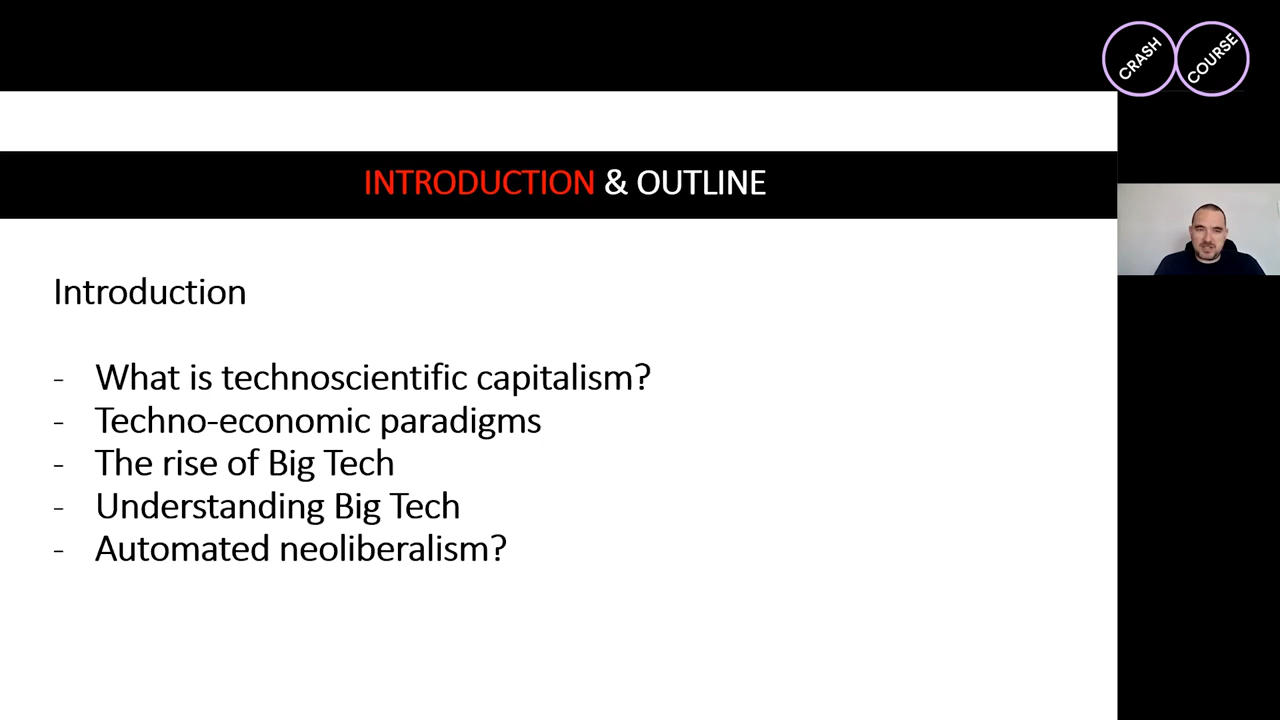 CRASH COURSE
INTRODUCTION & OUTLINE
Introduction
- What is technoscientific capitalism?
- Techno-economic paradigms
- The rise of Big Tech
- Understanding Big Tech
- Automated neoliberalism?